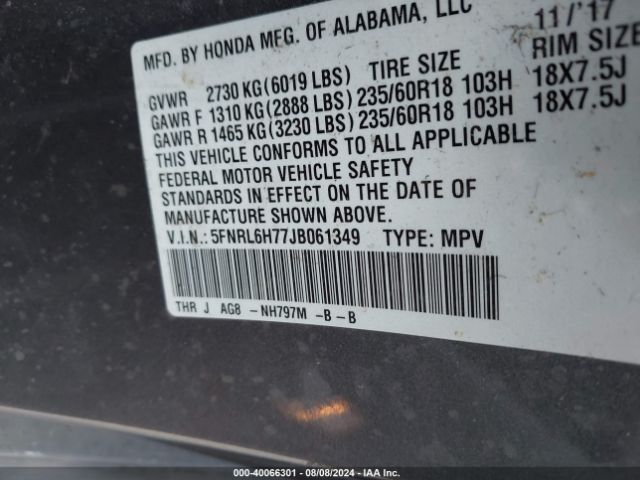 MFD. BY HONDA MFG. OF ALABAMA, LLC 11/'17
GVWR 2730 KG(6019 LBS) TIRE SIZE RIM SIZE
GAWR F 1310 KG(2888 LBS) 235/60R18 103H 18X7.5J
GAWR R 1465 KG(3230 LBS) 235/60R18 103H 18X7.5J
THIS VEHICLE CONFORMS TO ALL APPLICABLE
FEDERAL MOTOR VEHICLE SAFETY
STANDARDS IN EFFECT ON THE DATE OF
MANUFACTURE SHOWN ABOVE.
V.I.N.: 5FNRL6H77JB061349 TYPE: MPV
THR J AG8 - NH797M - B - B
000-40066301 - 08/08/2024 - IAA Inc.